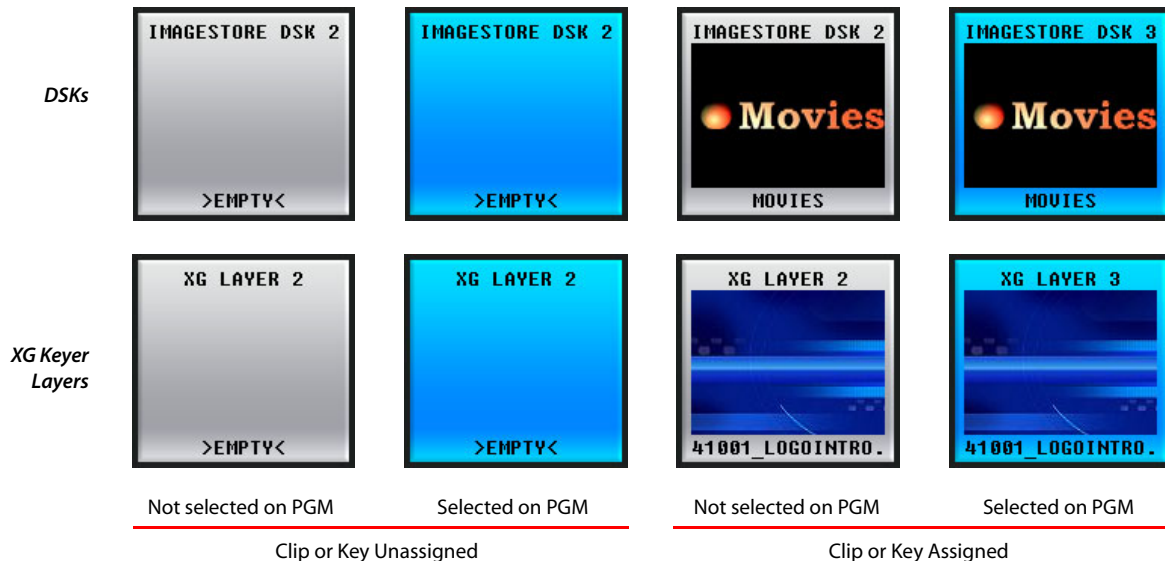 IMAGESTORE DSK 2
IMAGESTORE DSK 2
IMAGESTORE DSK 2
IMAGESTORE DSK 3
DSKs
Movies
Movies
>EMPTY<
>EMPTY<
MOVIES
MOVIES
XG LAYER 2
XG LAYER 2
XG LAYER 2
XG LAYER 3
XG Keyer
Layers
>EMPTY<
>EMPTY<
41001_LOGOINTRO.
41001_LOGOINTRO.
Not selected on PGM
Selected on PGM
Not selected on PGM
Selected on PGM
Clip or Key Unassigned
Clip or Key Assigned